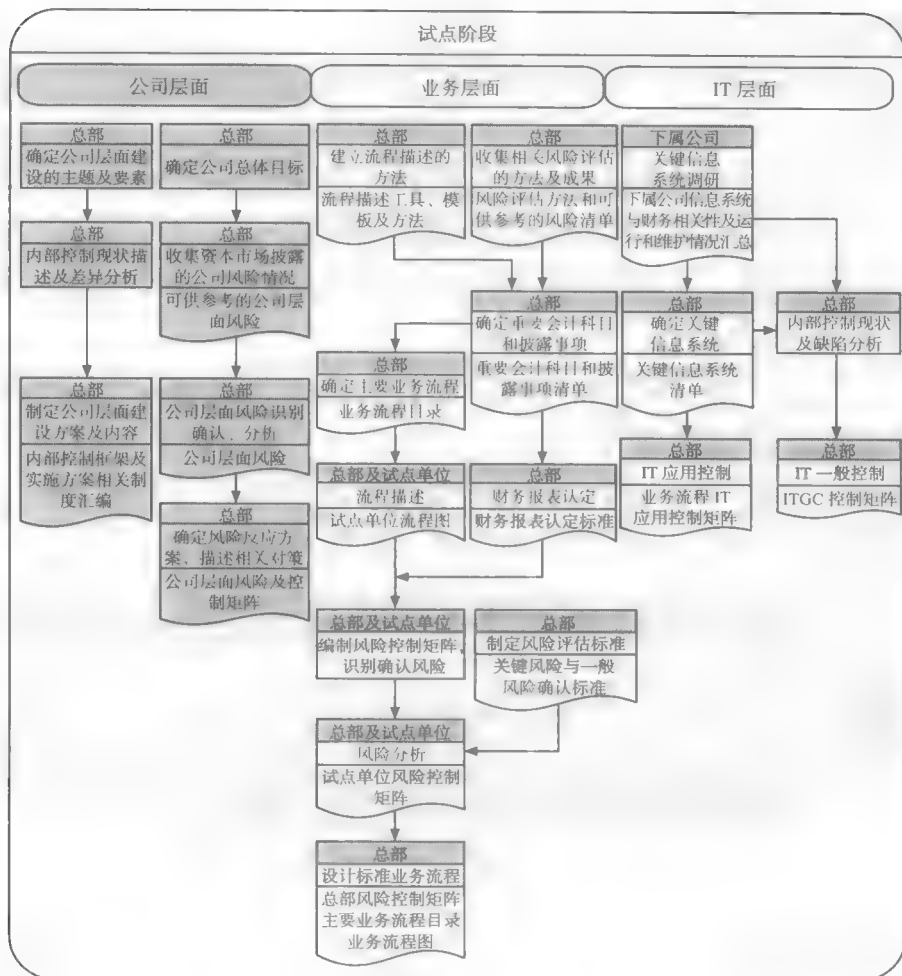 试点阶段
公司层面
业务层面
IT 层面
总部
确定公司层面建
设的主题及要素
总部
内部控制现状描
述及差异分析
总部
制定公司层面建
设方案及内容
内部控制框架及
实施方案相关制
度汇编
总部
确定公司总体目标
总部
收集资本市场披露
的公司风险情况
可供参考的公司层
面风险
总部
公司层面风险识别
确认、分析
公司层面风险
总部
确定风险反应方
案、描述相关对策
公司层面风险及控
制矩阵
总部
建立流程描述的
方法
流程描述工具、模
板及方法
总部
收集相关风险评估
的方法及成果
风险评估方法和可
供参考的风险清单
总部
确定重要会计科目
和披露事项
重要会计科目和披
露事项清单
总部
确定主要业务流程
业务流程目录
总部及试点单位
流程描述
试点单位流程图
总部
财务报表认定
财务报表认定标准
总部及试点单位
编制风险控制矩阵,
识别确认风险
总部
制定风险评估标准
关键风险与一般
风险确认标准
总部及试点单位
风险分析
试点单位风险控制
矩阵
总部
设计标准业务流程
总部风险控制矩阵
主要业务流程目录
业务流程图
下属公司
关键信息
系统调研
下属公司信息系统
与财务相关性及运
行和维护情况汇总
总部
确定关键
信息系统
关键信息系统
清单
总部
内部控制现状
及缺陷分析
总部
IT 应用控制
业务流程 IT
应用控制矩阵
总部
IT 一般控制
ITGC 控制矩阵